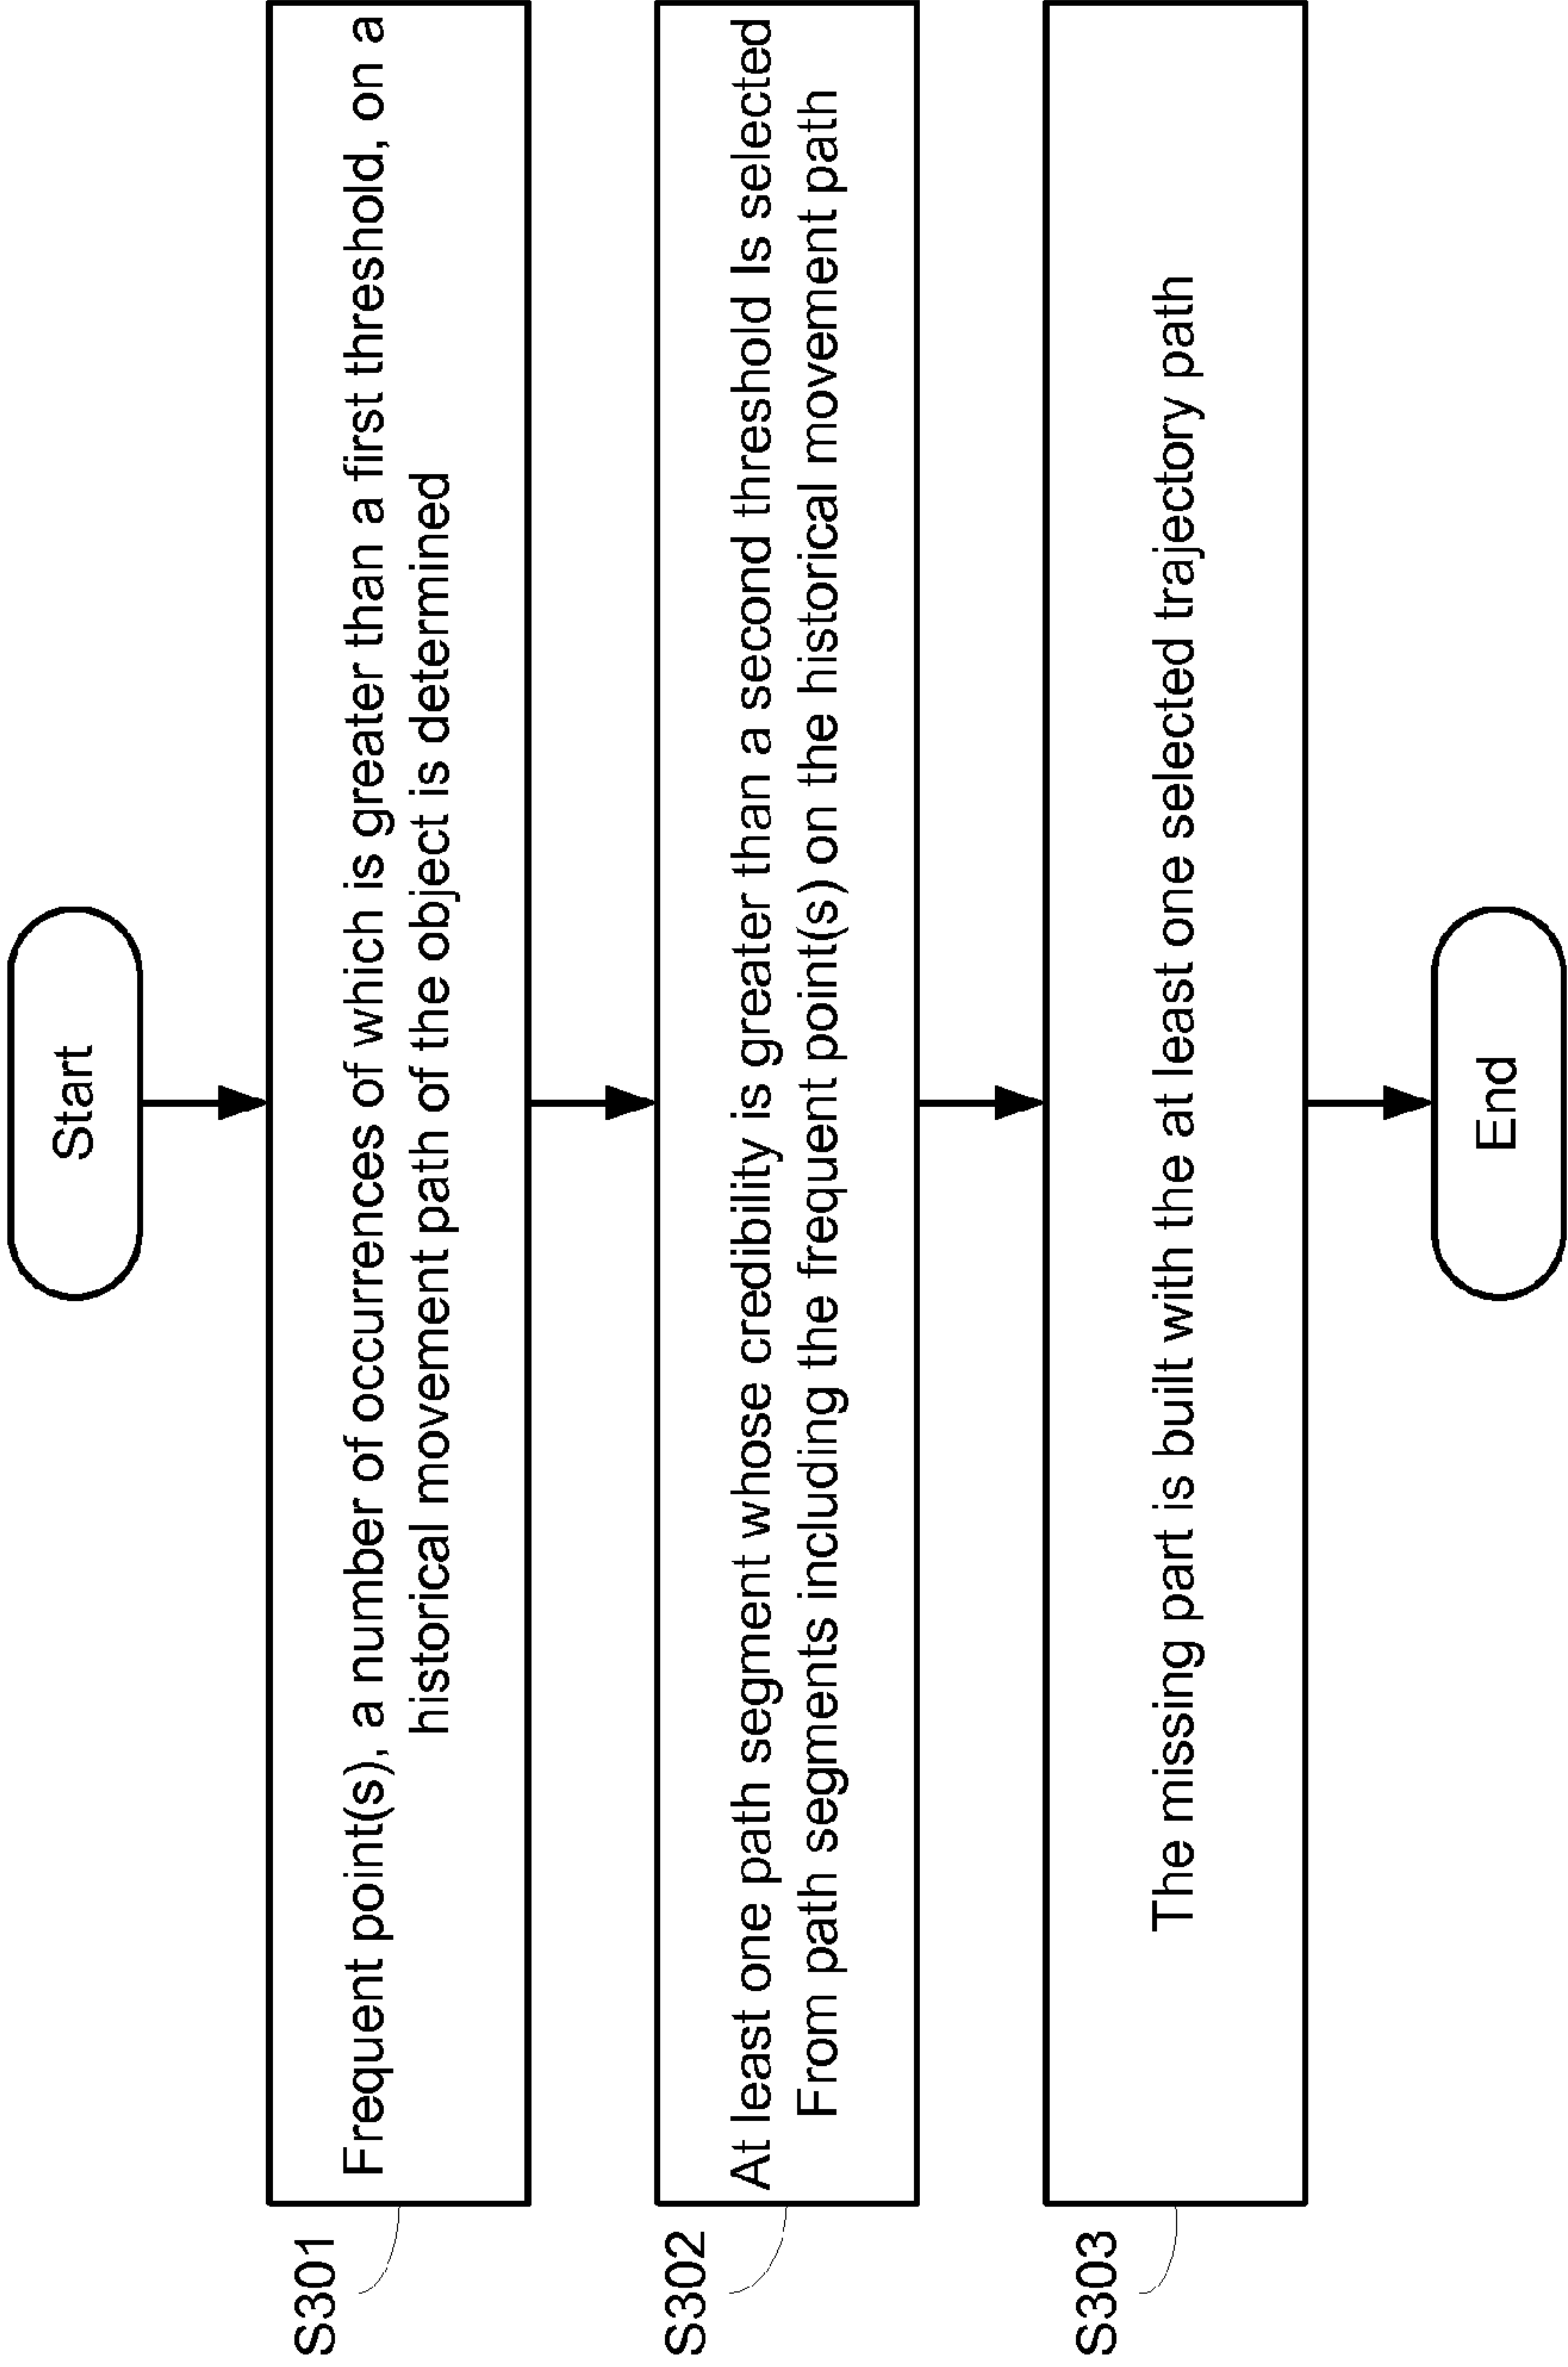 Start
S301
Frequent point(s), a number of occurrences of which is greater than a first threshold, on a
historical movement path of the object is determined
S302
At least one path segment whose credibility is greater than a second threshold Is selected
From path segments including the frequent point(s) on the historical movement path
S303
The missing part is built with the at least one selected trajectory path
End